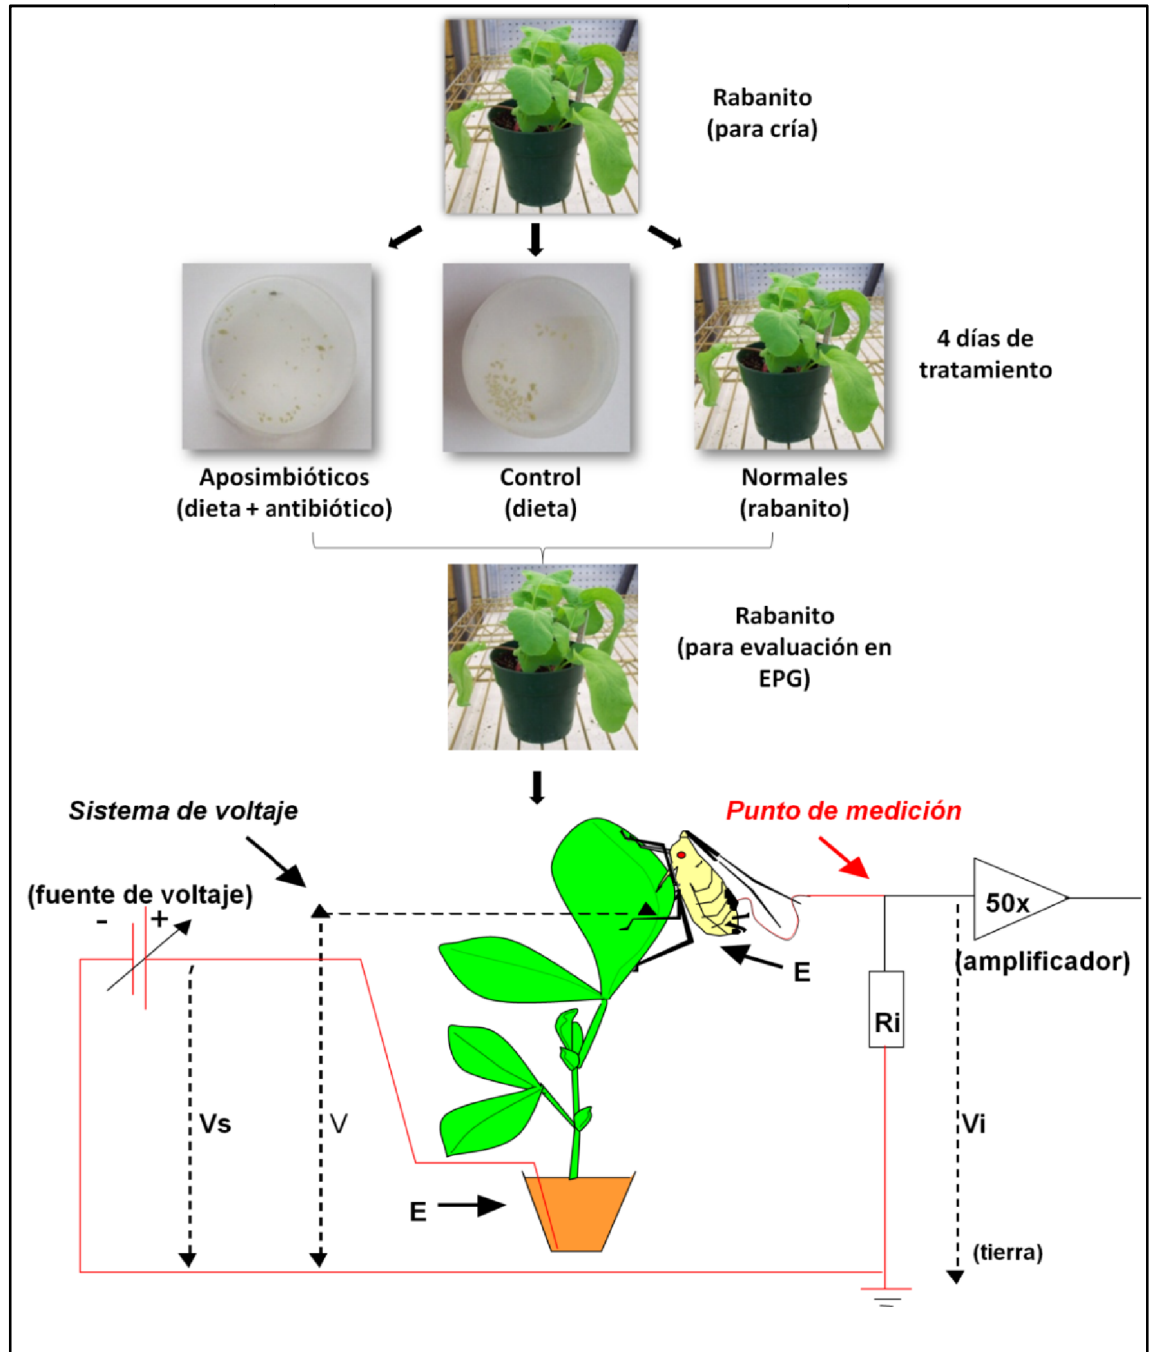 Rabanito
(para cría)
4 días de
tratamiento
Aposimbióticos
(dieta + antibiótico)
Control
(dieta)
Normales
(rabanito)
Rabanito
(para evaluación en
EPG)
Sistema de voltaje
Punto de medición
(fuente de voltaje)
- +
50x
(amplificador)
E
Ri
Vs
V
Vi
E
(tierra)